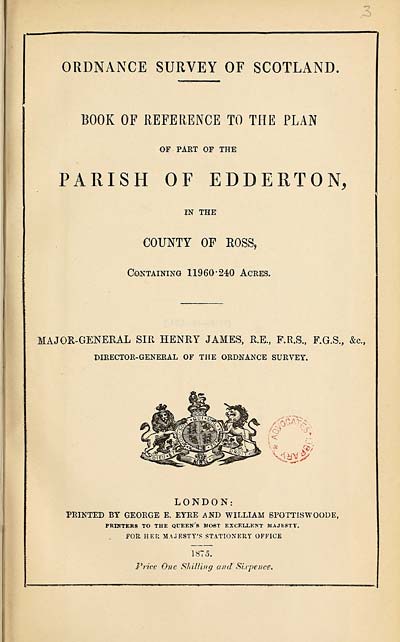 3
ORDNANCE SURVEY OF SCOTLAND.
BOOK OF REFERENCE TO THE PLAN
OF PART OF THE
PARISH OF EDDERTON,
IN THE
COUNTY OF ROSS,
CONTAINING 11960·240 ACRES.
MAJOR-GENERAL SIR HENRY JAMES, R.E., F.R.S., F.G.S., &c.,
DIRECTOR-GENERAL OF THE ORDNANCE SURVEY.
ADVOCATES LIBRARY
LONDON:
PRINTED BY GEORGE E. EYRE AND WILLIAM SPOTTISWOODE,
PRINTERS TO THE QUEEN'S MOST EXCELLENT MAJESTY.
FOR HER MAJESTY'S STATIONERY OFFICE
1875.
Price One Shilling and Sixpence.